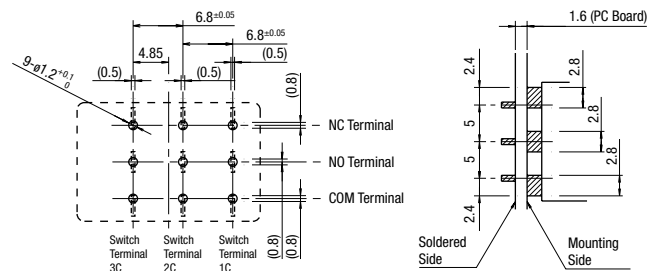 6.8±0.05
6.8±0.05
4.85
(0.5)
(0.5)
(0.5)
(0.8)
9-ø1.2+0.1 0
NC Terminal
NO Terminal
COM Terminal
(0.8)
(0.8)
Switch Terminal 3C
Switch Terminal 2C
Switch Terminal 1C
1.6 (PC Board)
2.4
5
5
2.4
2.8
2.8
2.8
Soldered Side
Mounting Side